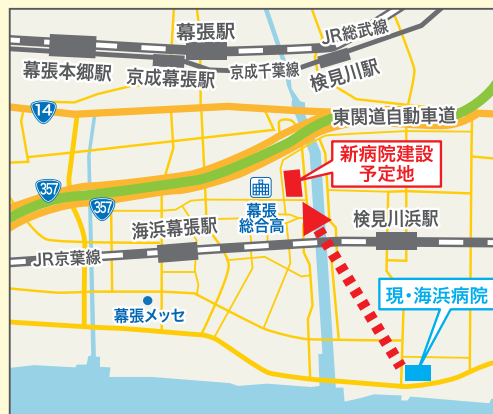 幕張駅
JR総武線
幕張本郷駅
京成幕張駅
京成千葉線
検見川駅
14
東関道自動車道
新病院建設
予定地
357
357
幕張
総合高
海浜幕張駅
検見川浜駅
JR京葉線
現・海浜病院
幕張メッセ